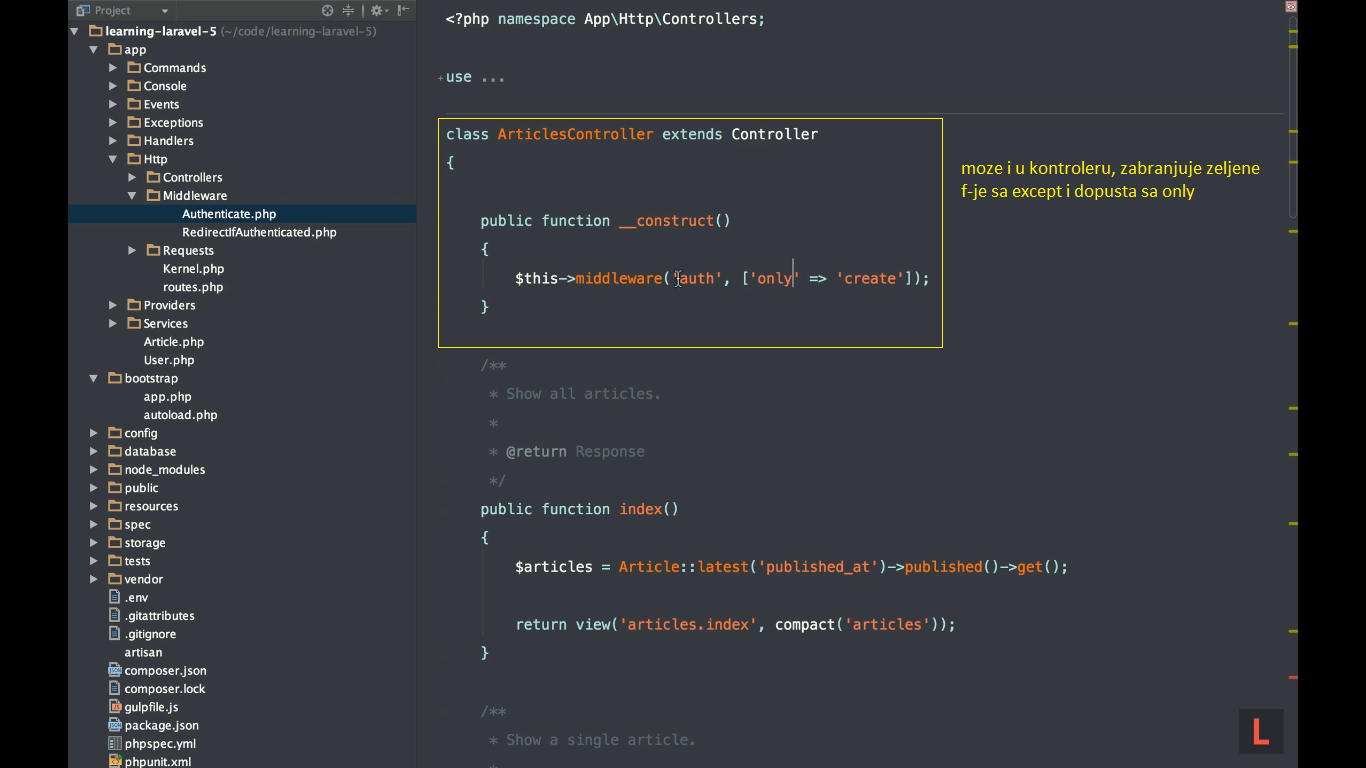 Project
learning-laravel-5 (~/code/learning-laravel-5)
app
Commands
Console
Events
Exceptions
Handlers
Http
Controllers
Middleware
Authenticate.php
RedirectIfAuthenticated.php
Requests
Kernel.php
routes.php
Providers
Services
Article.php
User.php
bootstrap
app.php
autoload.php
config
database
node_modules
public
resources
spec
storage
tests
vendor
.env
.gitattributes
.gitignore
artisan
composer.json
composer.lock
gulpfile.js
package.json
phpspec.yml
phpunit.xml
<?php namespace App\Http\Controllers;
use ...
class ArticlesController extends Controller
{
public function __construct()
{
$this->middleware('auth', ['only' => 'create']);
}
/**
* Show all articles.
*
* @return Response
*/
public function index()
{
$articles = Article::latest('published_at')->published()->get();
return view('articles.index', compact('articles'));
}
/**
* Show a single article.
moze i u kontroleru, zabranjuje zeljene
f-je sa except i dopusta sa only
L